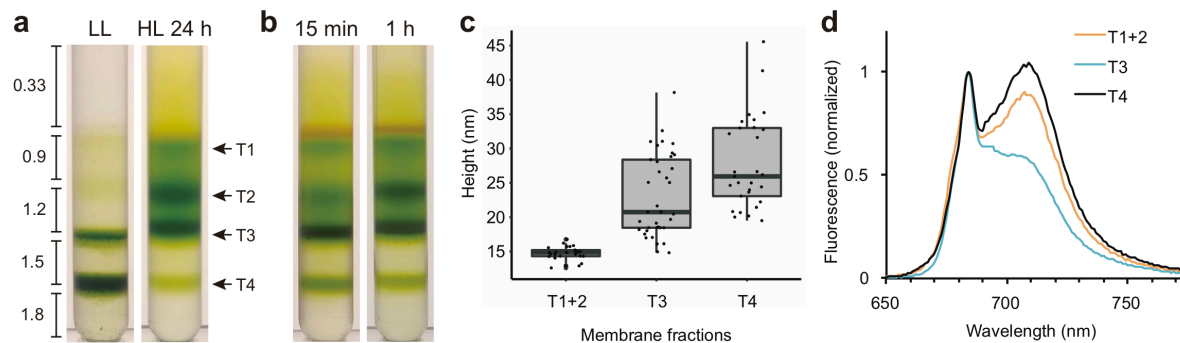 a
LL
HL 24 h
0.33
0.9
1.2
1.5
1.8
T1
T2
T3
T4
b
15 min
1 h
c
Height (nm)
45
40
35
30
25
20
15
T1+2
T3
T4
Membrane fractions
d
Fluorescence (normalized)
1
0.5
0
650
700
750
Wavelength (nm)
T1+2
T3
T4